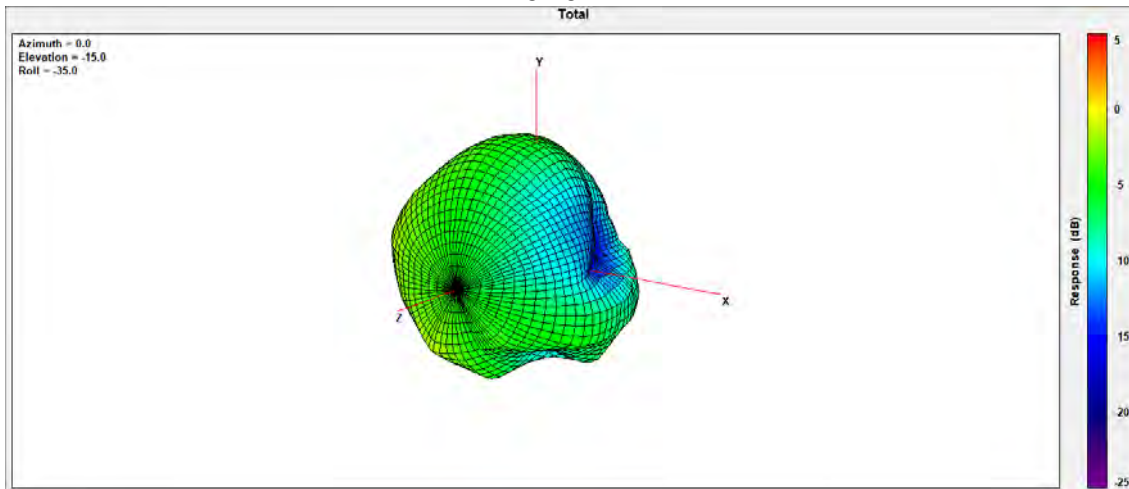 Total
Azimuth = 0.0
Elevation = -15.0
Roll = -35.0
Y
X
Z
5
0
-5
-10
-15
-20
-25
Response (dB)